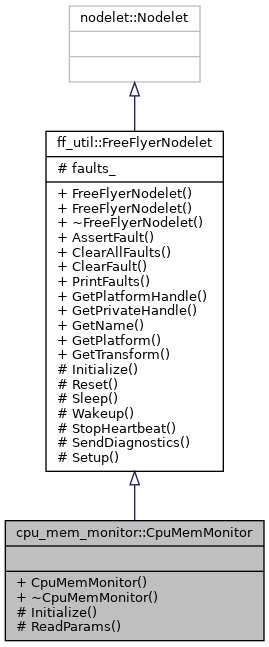 nodelet::Nodelet
ff_util::FreeFlyerNodelet
# faults_
+ FreeFlyerNodelet()
+ FreeFlyerNodelet()
+ ~FreeFlyerNodelet()
+ AssertFault()
+ ClearAllFaults()
+ ClearFault()
+ PrintFaults()
+ GetPlatformHandle()
+ GetPrivateHandle()
+ GetName()
+ GetPlatform()
+ GetTransform()
# Initialize()
# Reset()
# Sleep()
# Wakeup()
# StopHeartbeat()
# SendDiagnostics()
# Setup()
cpu_mem_monitor::CpuMemMonitor
+ CpuMemMonitor()
+ ~CpuMemMonitor()
# Initialize()
# ReadParams()